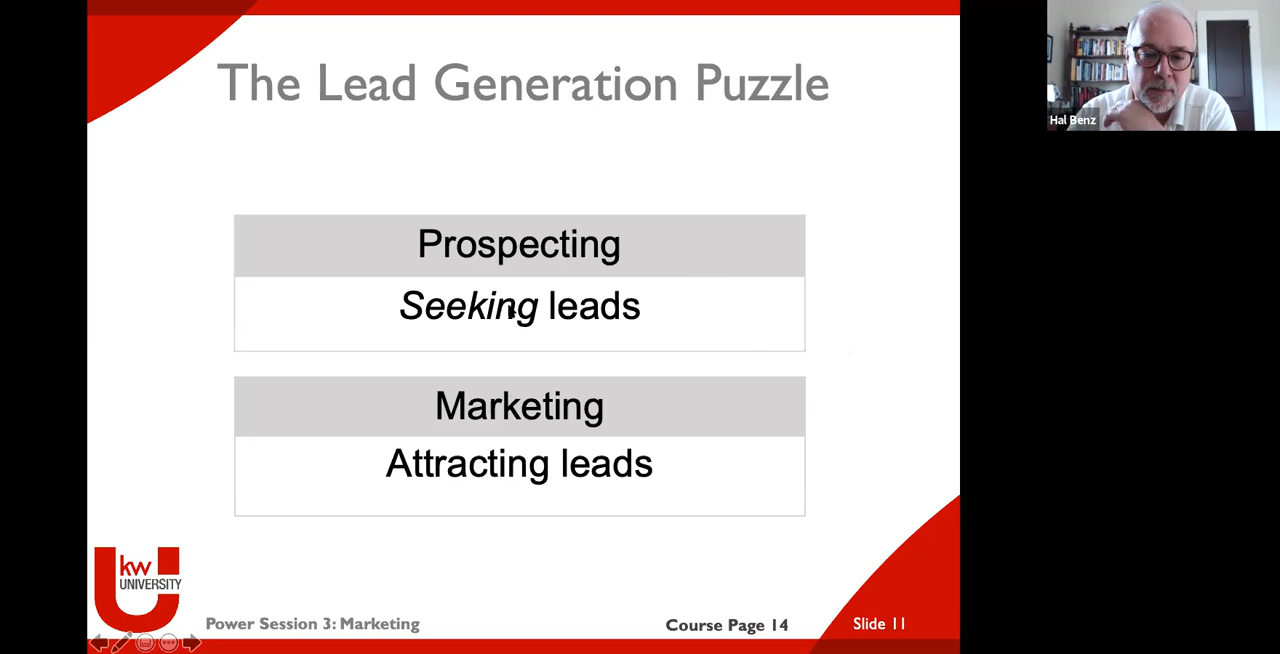 The Lead Generation Puzzle
Hal Benz
Prospecting
Seeking leads
Marketing
Attracting leads
kw
UNIVERSITY
Power Session 3: Marketing
Course Page 14
Slide 11